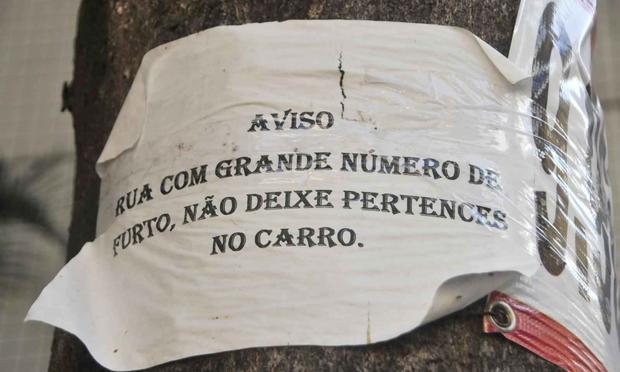 AVISO
RUA COM GRANDE NÚMERO DE
FURTO, NÃO DEIXE PERTENCES
NO CARRO.